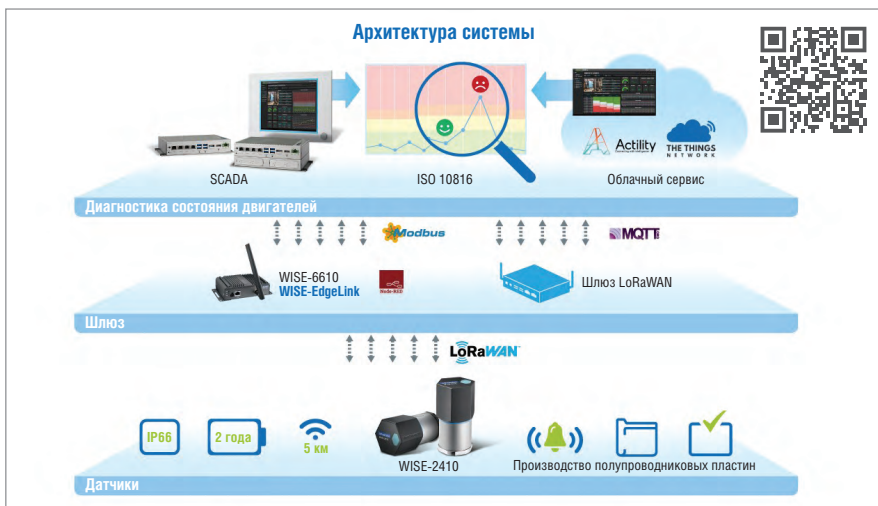 Архитектура системы
Actility
THE THINGS
NETWORK
SCADA
ISO 10816
Облачный сервис
Диагностика состояния двигателей
Modbus
MQTT
WISE-6610
WISE-EdgeLink
Node-RED
Шлюз LoRaWAN
Шлюз
LoRaWAN
IP66
2 года
5 км
WISE-2410
Производство полупроводниковых пластин
Датчики